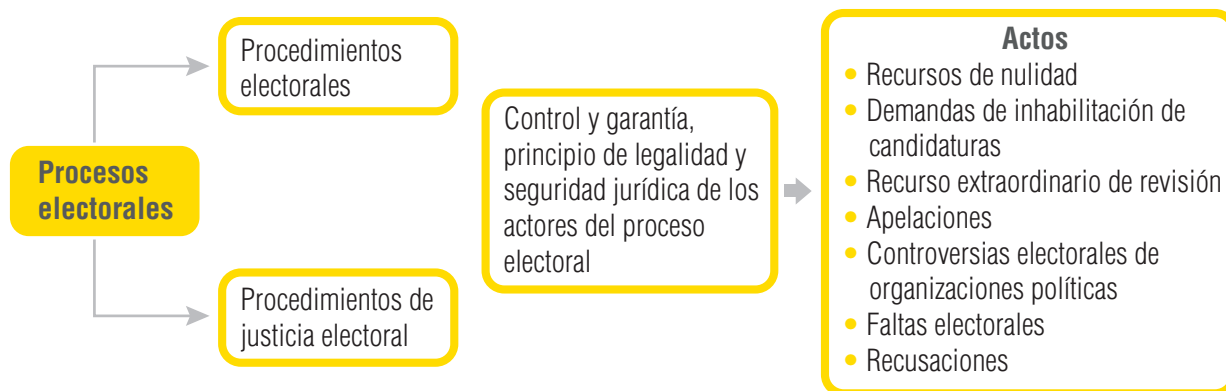 Procesos
electorales
Procedimientos
electorales
Procedimientos de
justicia electoral
Control y garantía,
principio de legalidad y
seguridad jurídica de los
actores del proceso
electoral
Actos
• Recursos de nulidad
• Demandas de inhabilitación de
candidaturas
• Recurso extraordinario de revisión
• Apelaciones
• Controversias electorales de
organizaciones políticas
• Faltas electorales
• Recusaciones